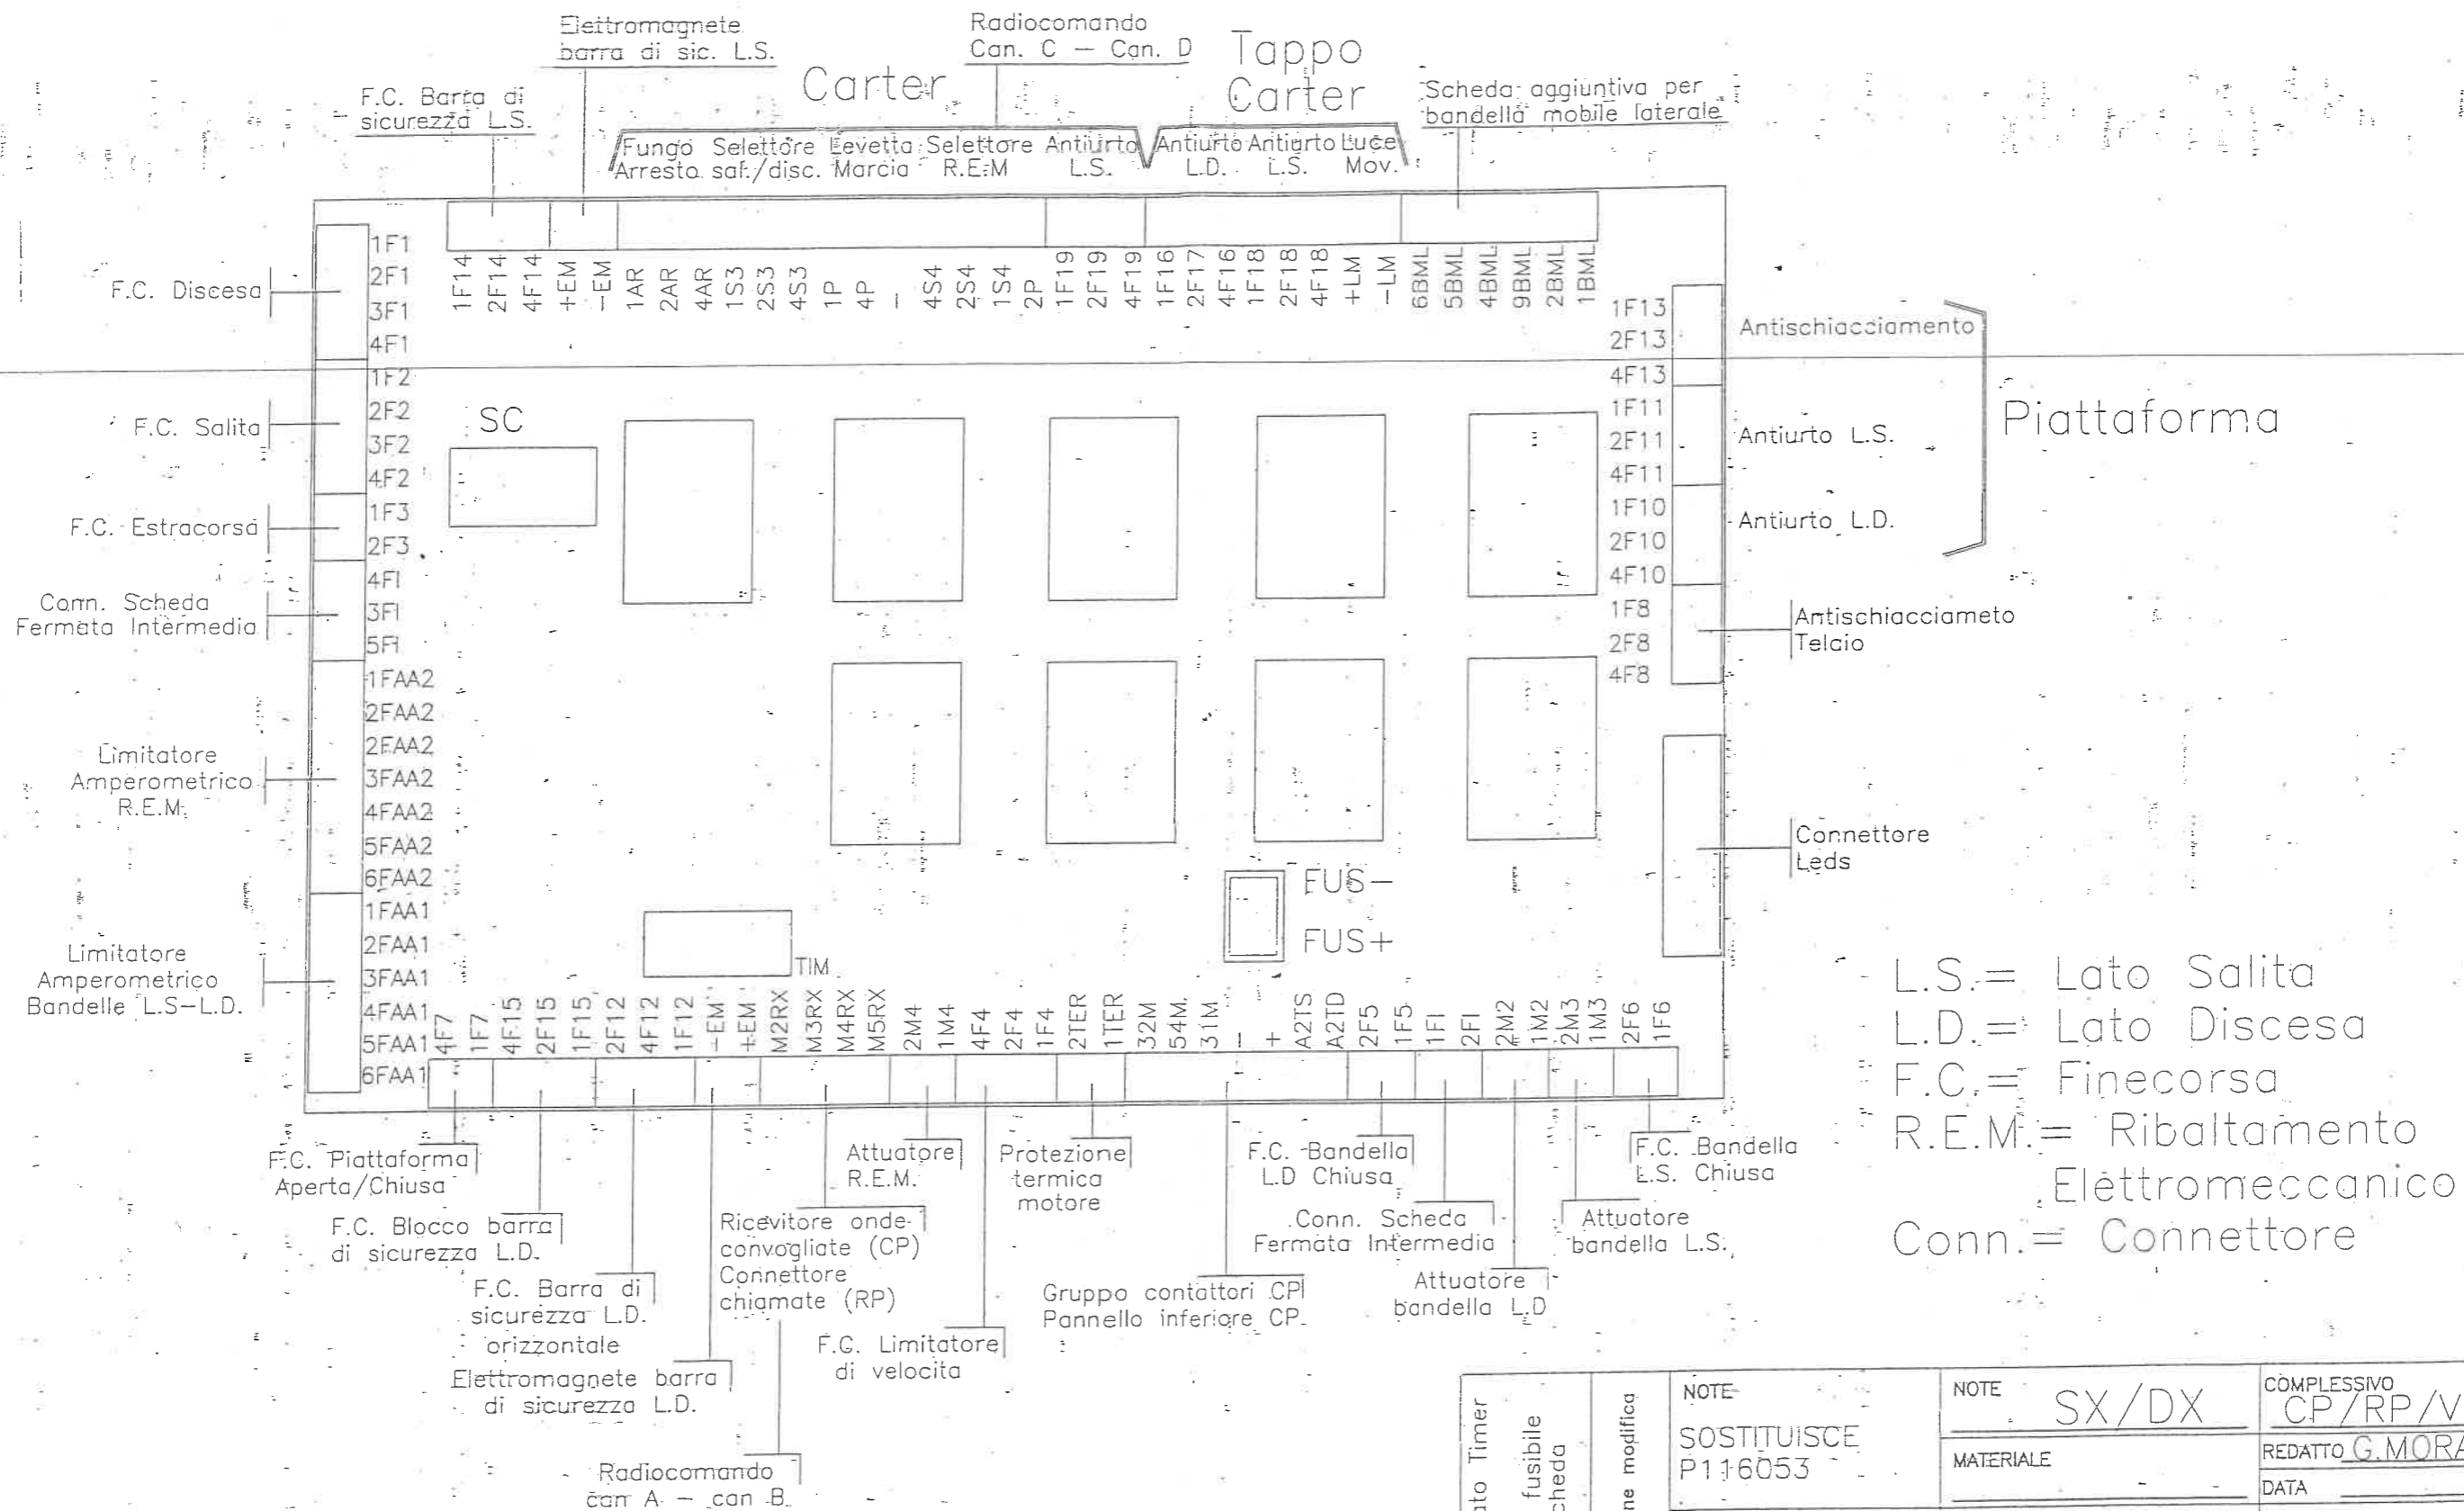 Elettromagnete
barra di sic. L.S.
Radiocomando
Can. C — Can. D
Tappo
Carter
Carter
F.C. Barra di
sicurezza L.S.
Scheda aggiuntiva per
bandella mobile laterale
Fungo Selettore Levetta Selettore Antiurto Antiurto Antiurto Luce
Arresto sal./disc. Marcia R.E.M L.S. L.D. L.S. Mov.
1F14
2F14
4F14
+EM
-EM
1AR
2AR
4AR
1S3
2S3
4S3
1P
4P
-
4S4
2S4
1S4
2P
1F19
2F19
4F19
1F16
2F17
4F16
1F18
2F18
4F18
+LM
-LM
6BML
5BML
4BML
9BML
2BML
1BML
F.C. Discesa
1F1
2F1
3F1
4F1
F.C. Salita
1F2
2F2
3F2
4F2
F.C. Estracorsa
1F3
2F3
Conn. Scheda
Fermata Intermedia
4FI
3FI
5FI
Limitatore
Amperometrico
R.E.M.
1FAA2
2FAA2
2FAA2
3FAA2
4FAA2
5FAA2
6FAA2
Limitatore
Amperometrico
Bandelle L.S-L.D.
1FAA1
2FAA1
3FAA1
4FAA1
5FAA1
6FAA1
SC
TIM
FUS-
FUS+
1F13
2F13
4F13
Antischiacciamento
1F11
2F11
4F11
Antiurto L.S.
1F10
2F10
4F10
Antiurto L.D.
Piattaforma
1F8
2F8
4F8
Antischiacciameto
Telaio
Connettore
Leds
4F7
1F7
4F15
2F15
1F15
2F12
4F12
1F12
-EM
+EM
M2RX
M3RX
M4RX
M5RX
2M4
1M4
4F4
2F4
1F4
2TER
1TER
32M
54M
31M
-
+
A2TS
A2TD
2F5
1F5
1FI
2FI
2M2
1M2
2M3
1M3
2F6
1F6
F.C. Piattaforma
Aperta/Chiusa
F.C. Blocco barra
di sicurezza L.D.
F.C. Barra di
sicurezza L.D.
orizzontale
Elettromagnete barra
di sicurezza L.D.
Radiocomando
can A - can B
Ricevitore onde
convogliate (CP)
Connettore
chiamate (RP)
Attuatore
R.E.M.
F.C. Limitatore
di velocita
Protezione
termica
motore
Gruppo contattori CP
Pannello inferiore CP
F.C. Bandella
L.D Chiusa
Conn. Scheda
Fermata Intermedia
Attuatore
bandella L.D
Attuatore
bandella L.S.
F.C. Bandella
L.S. Chiusa
L.S.= Lato Salita
L.D.= Lato Discesa
F.C.= Finecorsa
R.E.M.= Ribaltamento
Elettromeccanico
Conn.= Connettore
Timer
fusibile
modifica
NOTE
SOSTITUISCE
P116053
NOTE
SX/DX
MATERIALE
COMPLESSIVO
CP/RP/V
REDATTO G.MORA
DATA